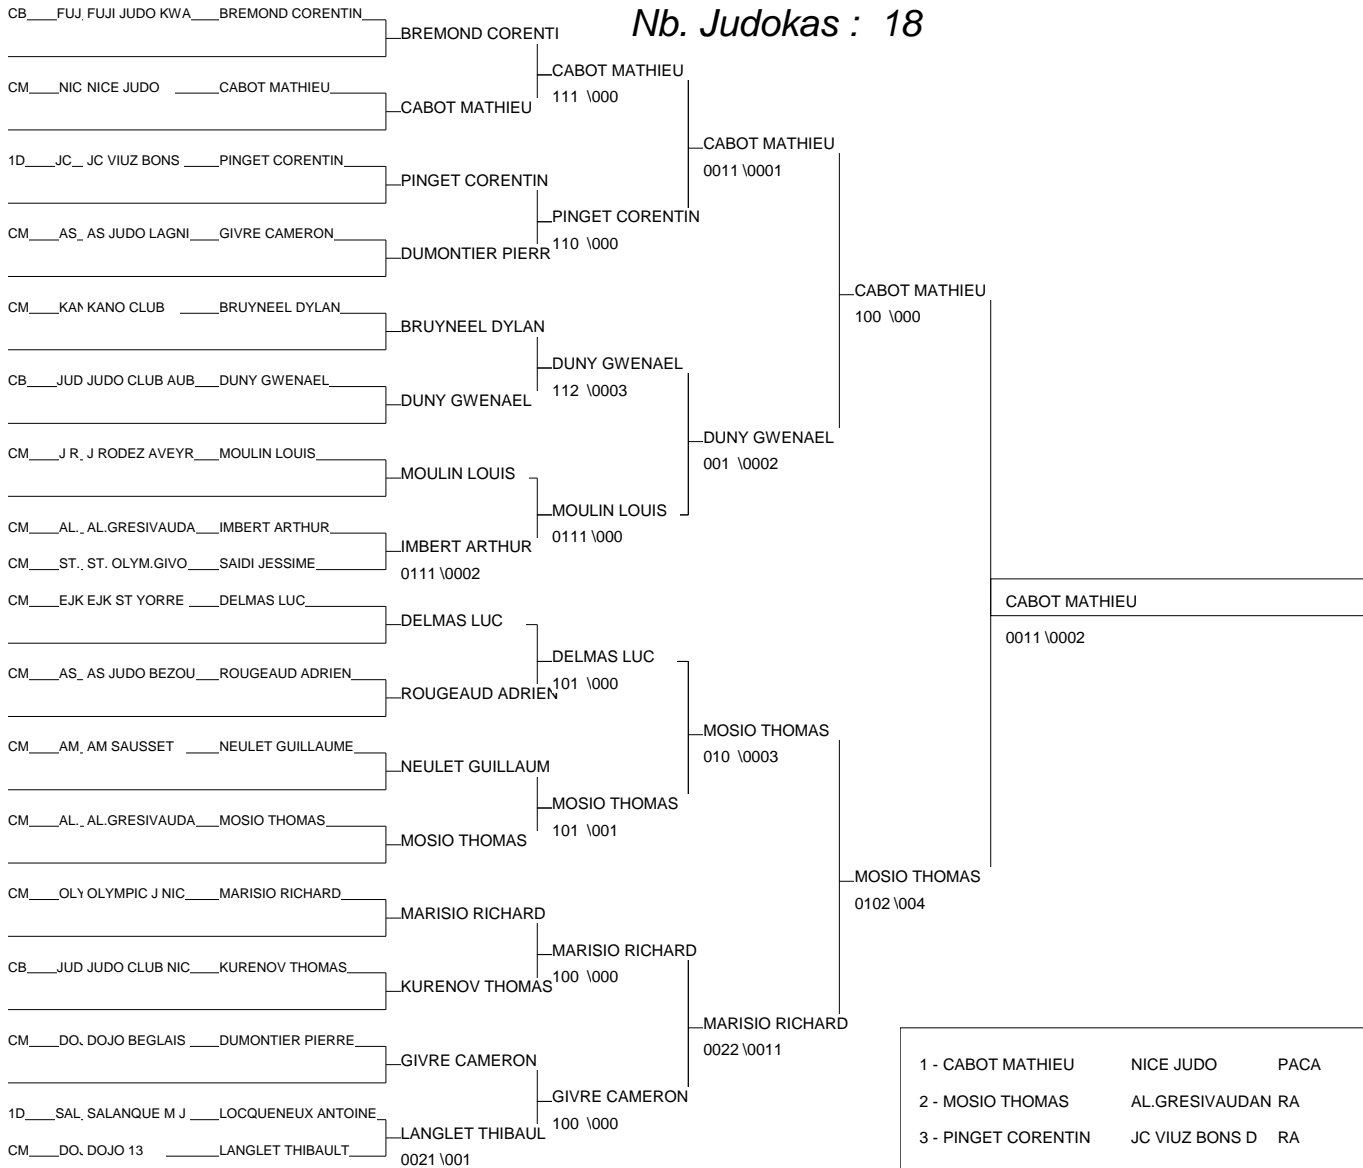 Nb. Judokas : 18
CB FUJ FUJI JUDO KWA BREMOND CORENTIN
BREMOND CORENTI
CABOT MATHIEU
111 \000
CM NIC NICE JUDO CABOT MATHIEU
CABOT MATHIEU
CABOT MATHIEU
0011 \0001
1D JC JC VIUZ BONS PINGET CORENTIN
PINGET CORENTIN
PINGET CORENTIN
110 \000
CM AS AS JUDO LAGNI GIVRE CAMERON
DUMONTIER PIERR
CABOT MATHIEU
100 \000
CM KAN KANO CLUB BRUYNEEL DYLAN
BRUYNEEL DYLAN
DUNY GWENAEL
112 \0003
CB JUD JUDO CLUB AUB DUNY GWENAEL
DUNY GWENAEL
DUNY GWENAEL
001 \0002
CM J R J RODEZ AVEYR MOULIN LOUIS
MOULIN LOUIS
MOULIN LOUIS
0111 \000
CM AL. AL.GRESIVAUDA IMBERT ARTHUR
IMBERT ARTHUR
0111 \0002
CM ST. ST. OLYM.GIVO SAIDI JESSIME
CABOT MATHIEU
0011 \0002
CM EJK EJK ST YORRE DELMAS LUC
DELMAS LUC
DELMAS LUC
101 \000
CM AS AS JUDO BEZOU ROUGEAUD ADRIEN
ROUGEAUD ADRIEN
MOSIO THOMAS
010 \0003
CM AM AM SAUSSET NEULET GUILLAUME
NEULET GUILLAUM
MOSIO THOMAS
101 \001
CM AL. AL.GRESIVAUDA MOSIO THOMAS
MOSIO THOMAS
MOSIO THOMAS
0102 \004
CM OLY OLYMPIC J NIC MARISIO RICHARD
MARISIO RICHARD
MARISIO RICHARD
100 \000
CB JUD JUDO CLUB NIC KURENOV THOMAS
KURENOV THOMAS
MARISIO RICHARD
0022 \0011
CM DOJ DOJO BEGLAIS DUMONTIER PIERRE
GIVRE CAMERON
GIVRE CAMERON
100 \000
1D SAL SALANQUE M J LOCQUENEUX ANTOINE
LANGLET THIBAUL
0021 \001
CM DOJ DOJO 13 LANGLET THIBAULT
1 - CABOT MATHIEU NICE JUDO PACA
2 - MOSIO THOMAS AL.GRESIVAUDAN RA
3 - PINGET CORENTIN JC VIUZ BONS D RA